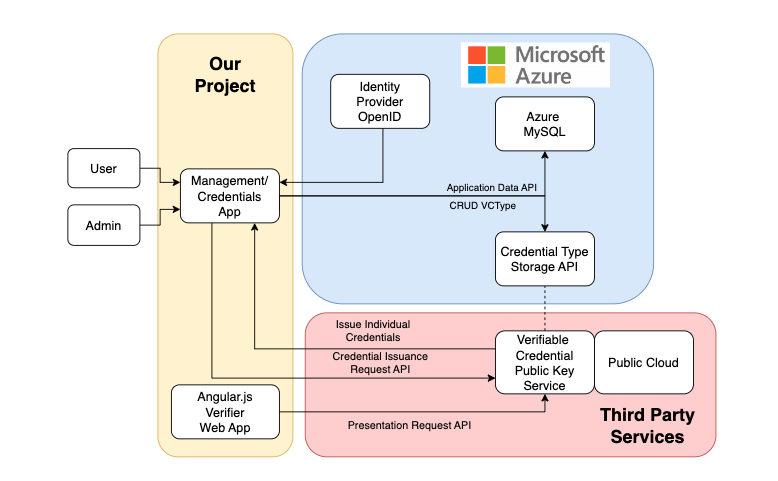 Our
Project
Microsoft
Azure
Identity
Provider
OpenID
Azure
MySQL
User
Admin
Management/
Credentials
App
Application Data API
CRUD VCType
Credential Type
Storage API
Issue Individual
Credentials
Credential Issuance
Request API
Verifiable
Credential
Public Key
Service
Public Cloud
Angular.js
Verifier
Web App
Presentation Request API
Third Party
Services